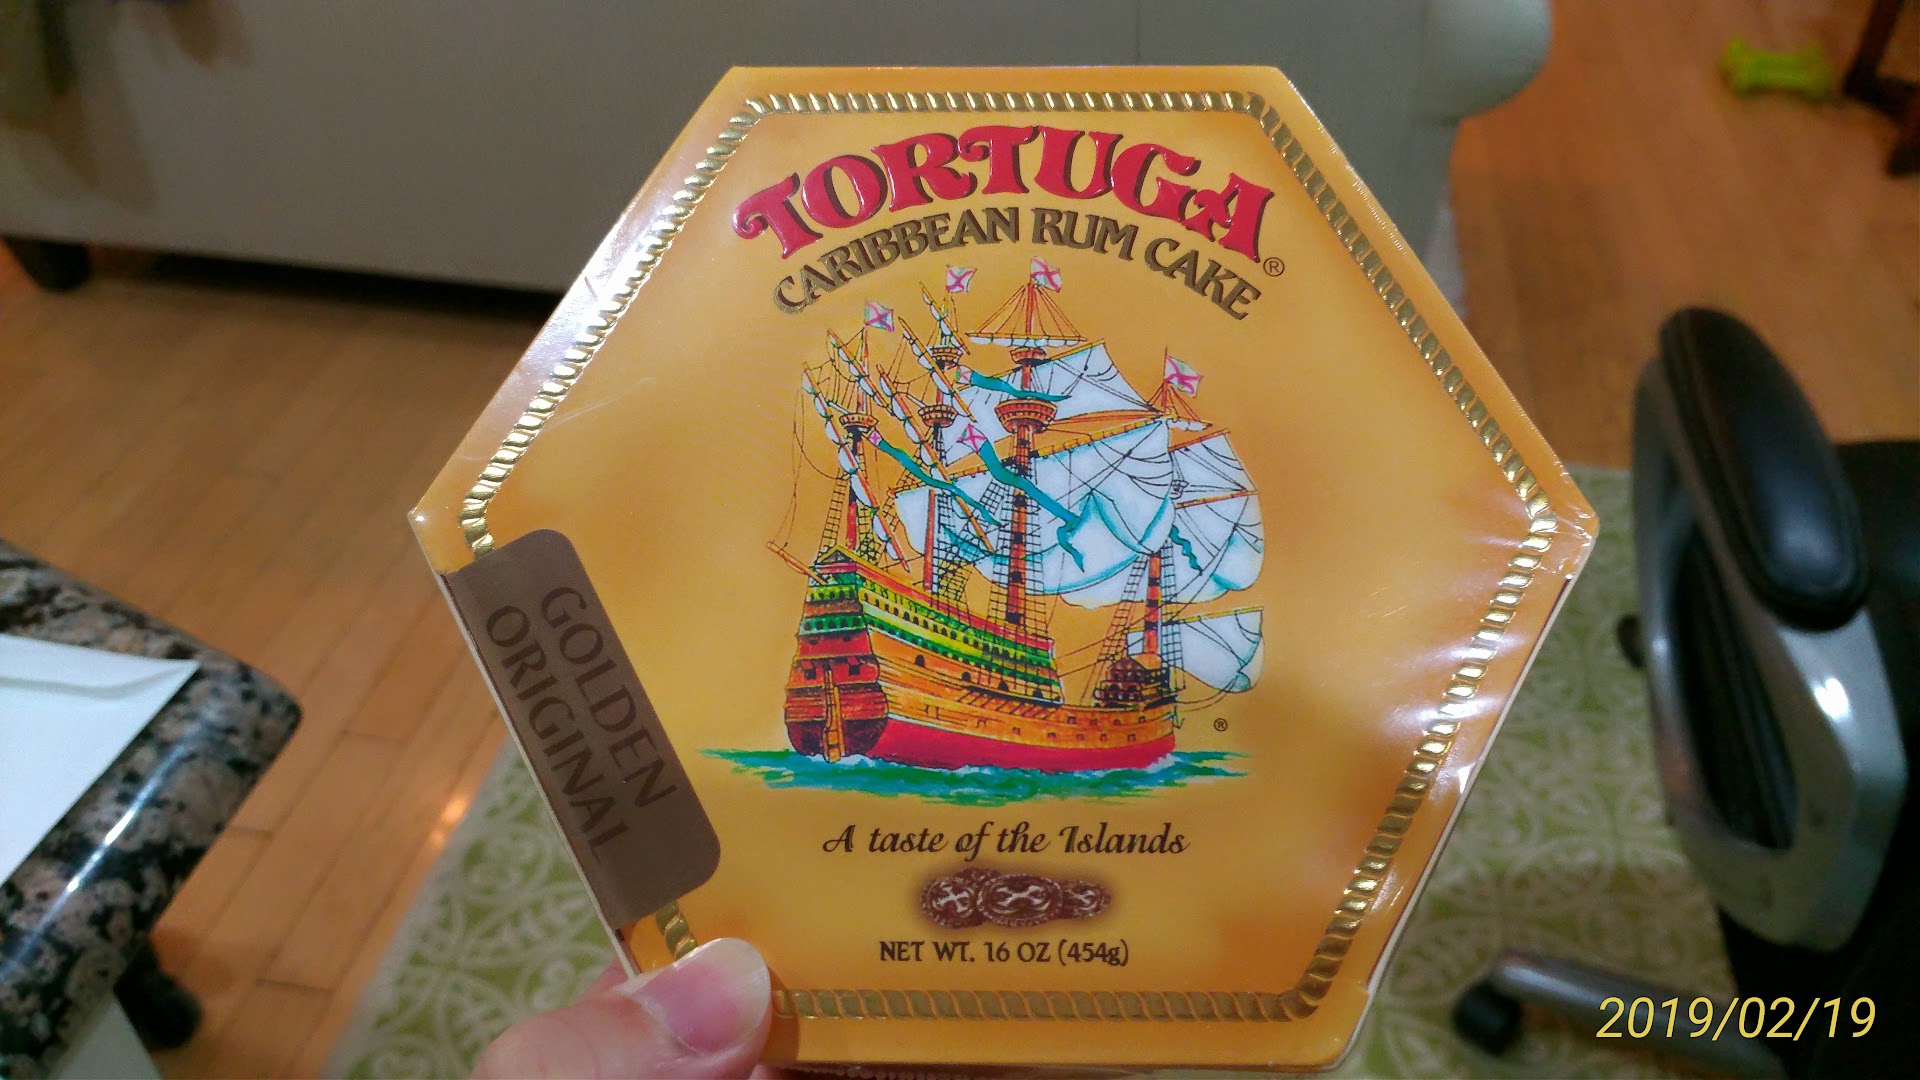 TORTUGA
CARIBBEAN RUM CAKE®
®
GOLDEN
ORIGINAL
A taste of the Islands
NET WT. 16 OZ (454g)
2019/02/19